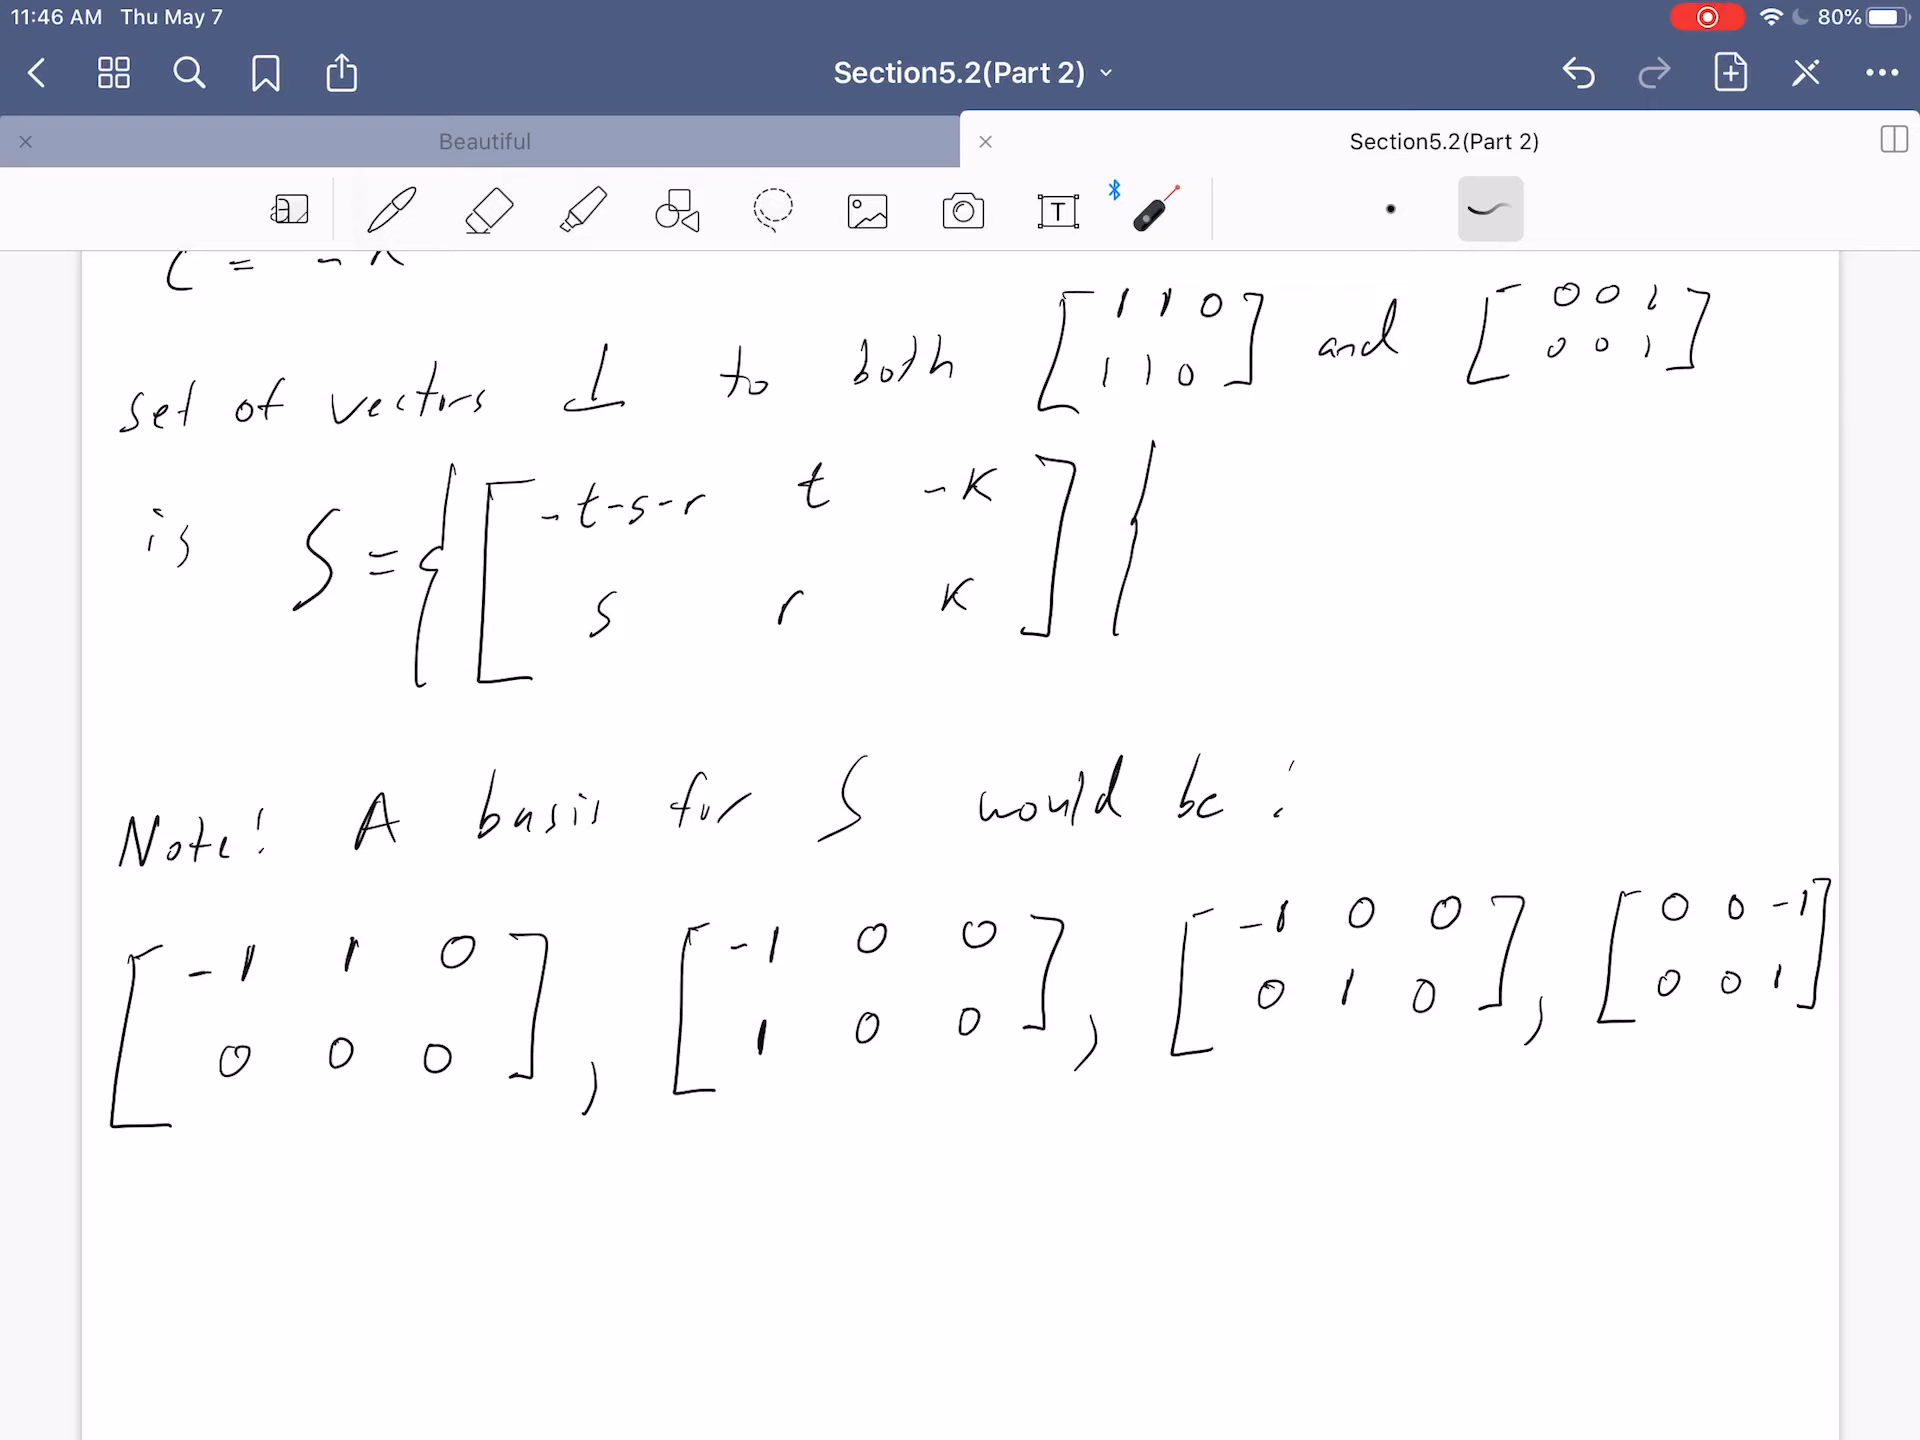 11:46 AM Thu May 7 80%
Section5.2(Part 2)
Beautiful Section5.2(Part 2)
C = -K
set of vectors ⊥ to both [1 1 0; 1 1 0] and [0 0 1; 0 0 1]
is S = { [-t-s-r t -K; s r K] }
Note! A basis for S would be:
[-1 1 0; 0 0 0], [-1 0 0; 1 0 0], [-1 0 0; 0 1 0], [0 0 -1; 0 0 1]